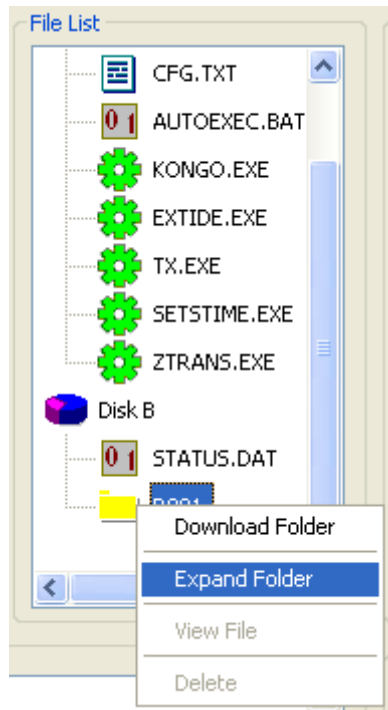 File List
CFG.TXT
0 1 AUTOEXEC.BAT
KONGO.EXE
EXTIDE.EXE
TX.EXE
SETSTIME.EXE
ZTRANS.EXE
Disk B
0 1 STATUS.DAT
Download Folder
Expand Folder
View File
Delete